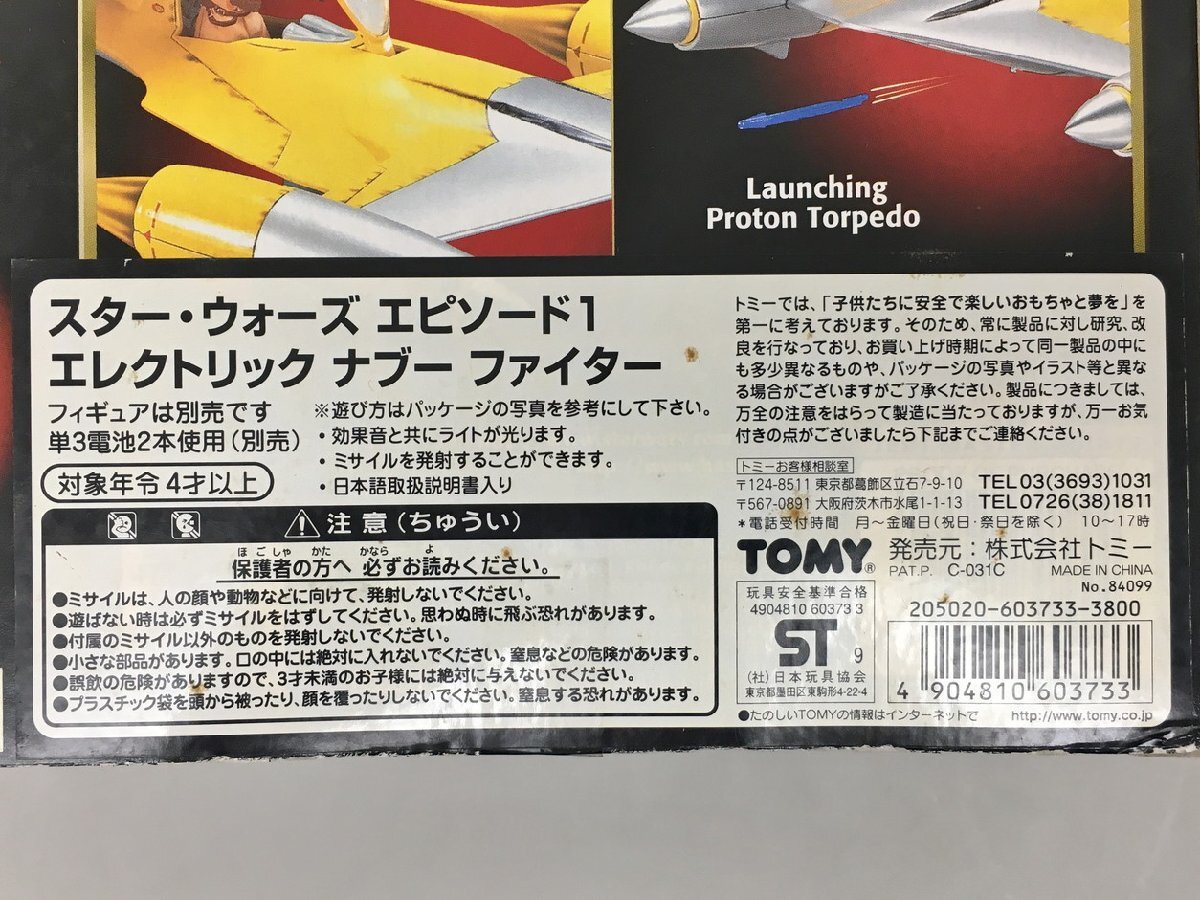 Launching
Proton Torpedo
スター・ウォーズ エピソード1
エレクトリック ナブー ファイター
フィギュアは別売です
単3電池2本使用(別売)
対象年令4才以上
※遊び方はパッケージの写真を参考にして下さい。
・効果音と共にライトが光ります。
・ミサイルを発射することができます。
・日本語取扱説明書入り
注意(ちゅうい)
ほごしゃ かた かなら よ
保護者の方へ 必ずお読みください。
●ミサイルは、人の顔や動物などに向けて、発射しないでください。
●遊ばない時は必ずミサイルをはずしてください。思わぬ時に飛ぶ恐れがあります。
●付属のミサイル以外のものを発射しないでください。
●小さな部品があります。口の中には絶対に入れないでください。窒息などの危険があります。
●誤飲の危険がありますので、3才未満のお子様には絶対に与えないでください。
●プラスチック袋を頭から被ったり、顔を覆ったりしないでください。窒息する恐れがあります。
トミーでは、「子供たちに安全で楽しいおもちゃと夢を」を
第一に考えております。そのため、常に製品に対し研究、改
良を行なっており、お買い上げ時期によって同一製品の中に
も多少異なるものや、パッケージの写真やイラスト等と異な
る場合がございますがご了承ください。製品につきましては、
万全の注意をはらって製造に当たっておりますが、万一お気
付きの点がございましたら下記までご連絡ください。
トミーお客様相談室
〒124-8511 東京都葛飾区立石7-9-10 TEL03(3693)1031
〒567-0891 大阪府茨木市水尾1-1-13 TEL0726(38)1811
*電話受付時間 月〜金曜日(祝日・祭日を除く) 10〜17時
TOMY® 発売元:株式会社トミー
PAT.P. C-031C MADE IN CHINA
No.84099
玩具安全基準合格
4904810 60373 3
ST 9
(社)日本玩具協会
東京都墨田区東駒形4-22-4
205020-603733-3800
4 904810 603733
●たのしいTOMYの情報はインターネットで http://www.tomy.co.jp